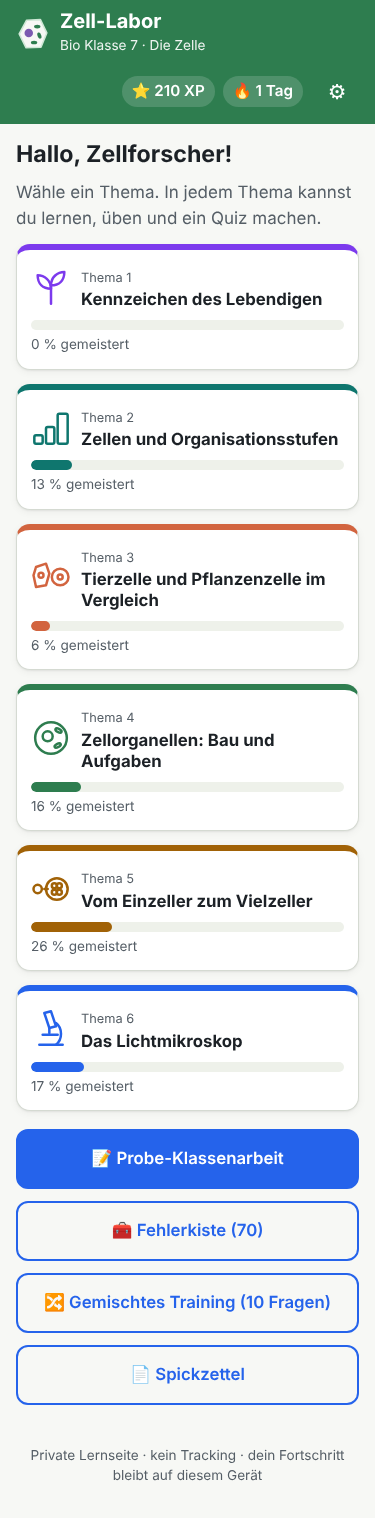 Zell-Labor
Bio Klasse 7 · Die Zelle
⭐ 210 XP
🔥 1 Tag
⚙
Hallo, Zellforscher!
Wähle ein Thema. In jedem Thema kannst
du lernen, üben und ein Quiz machen.
Thema 1
Kennzeichen des Lebendigen
0 % gemeistert
Thema 2
Zellen und Organisationsstufen
13 % gemeistert
Thema 3
Tierzelle und Pflanzenzelle im
Vergleich
6 % gemeistert
Thema 4
Zellorganellen: Bau und
Aufgaben
16 % gemeistert
Thema 5
Vom Einzeller zum Vielzeller
26 % gemeistert
Thema 6
Das Lichtmikroskop
17 % gemeistert
📝 Probe-Klassenarbeit
🧰 Fehlerkiste (70)
🔀 Gemischtes Training (10 Fragen)
📄 Spickzettel
Private Lernseite · kein Tracking · dein Fortschritt
bleibt auf diesem Gerät